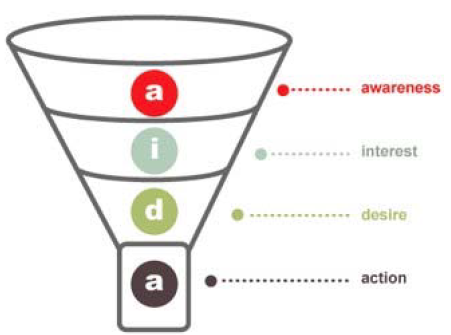 a awareness
i interest
d desire
a action